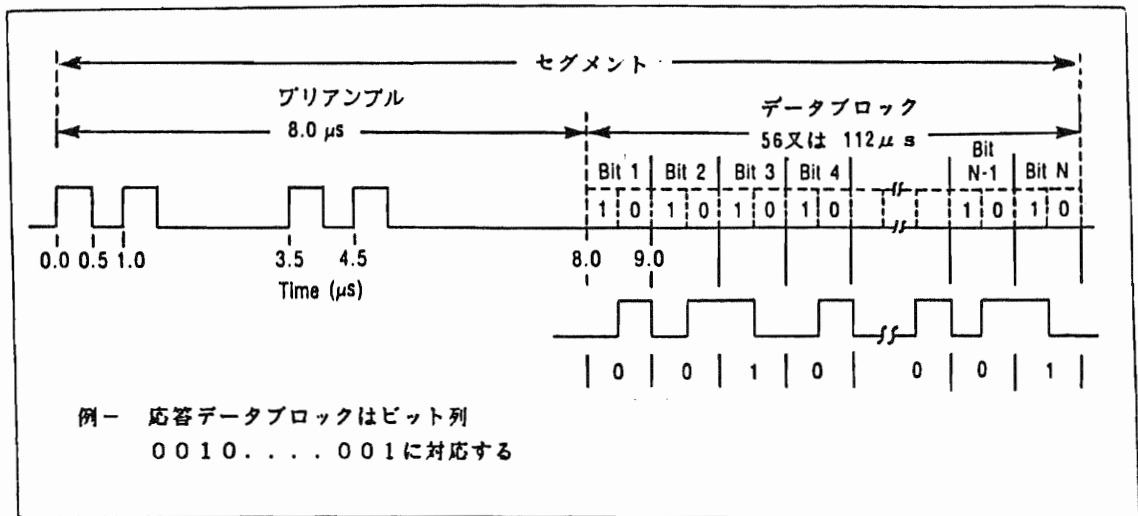 セグメント
プリアンブル
8.0 μs
データブロック
56又は 112μs
Bit 1 Bit 2 Bit 3 Bit 4 Bit N-1 Bit N
1 0 1 0 1 0 1 0 1 0 1 0
0.0 0.5 1.0 3.5 4.5 8.0 9.0
Time (μs)
0 0 1 0 0 0 1
例ー 応答データブロックはビット列
0010....001に対応する